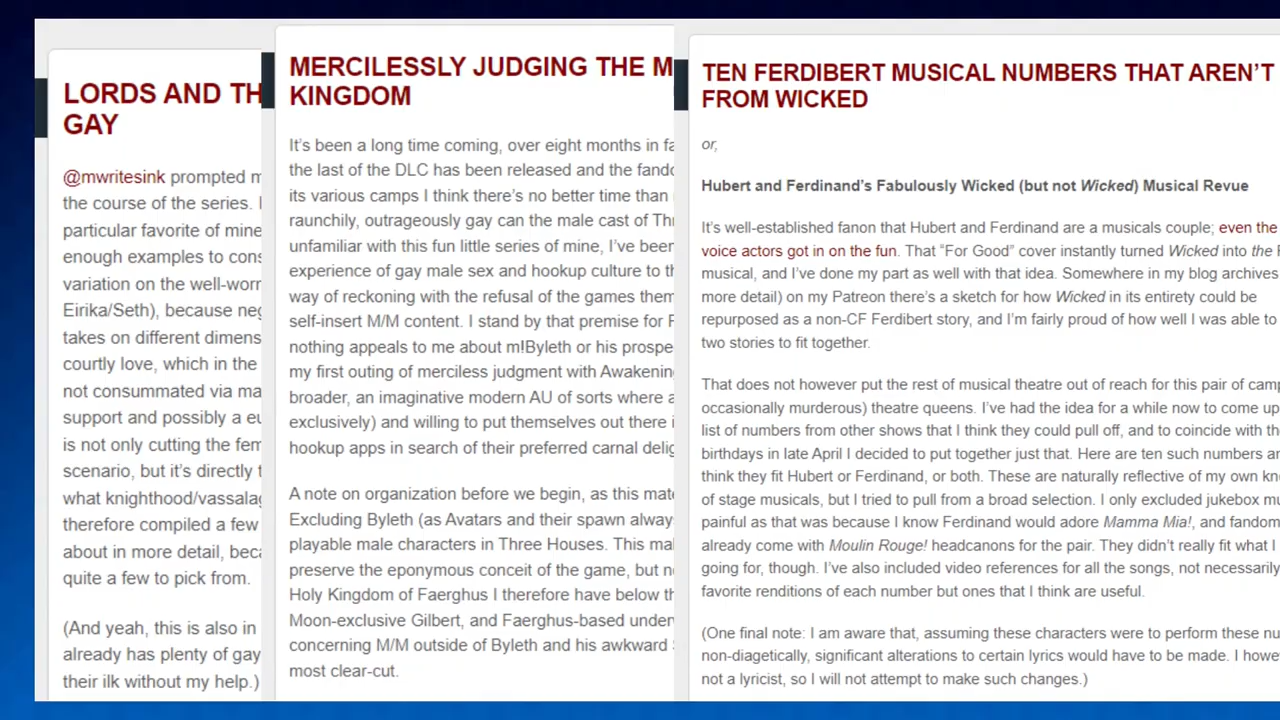 LORDS AND TH
GAY
@mwritesink prompted m
the course of the series. I
particular favorite of mine
enough examples to cons
variation on the well-worn
Eirika/Seth), because neg
takes on different dimens
courtly love, which in the
not consummated via ma
support and possibly a eu
is not only cutting the fem
scenario, but it's directly t
what knighthood/vassalag
therefore compiled a few
about in more detail, beca
quite a few to pick from.
(And yeah, this is also in
already has plenty of gay
their ilk without my help.)
MERCILESSLY JUDGING THE M
KINGDOM
It's been a long time coming, over eight months in fa
the last of the DLC has been released and the fando
its various camps I think there's no better time than
raunchily, outrageously gay can the male cast of Thr
unfamiliar with this fun little series of mine, I've been
experience of gay male sex and hookup culture to th
way of reckoning with the refusal of the games them
self-insert M/M content. I stand by that premise for F
nothing appeals to me about m!Byleth or his prospe
my first outing of merciless judgment with Awakening
broader, an imaginative modern AU of sorts where a
exclusively) and willing to put themselves out there i
hookup apps in search of their preferred carnal delig
A note on organization before we begin, as this mate
Excluding Byleth (as Avatars and their spawn always
playable male characters in Three Houses. This mal
preserve the eponymous conceit of the game, but n
Holy Kingdom of Faerghus I therefore have below th
Moon-exclusive Gilbert, and Faerghus-based under
concerning M/M outside of Byleth and his awkward S
most clear-cut.
TEN FERDIBERT MUSICAL NUMBERS THAT AREN'T
FROM WICKED
or,
Hubert and Ferdinand's Fabulously Wicked (but not Wicked) Musical Revue
It's well-established fanon that Hubert and Ferdinand are a musicals couple; even the
voice actors got in on the fun. That "For Good" cover instantly turned Wicked into the F
musical, and I've done my part as well with that idea. Somewhere in my blog archives
more detail) on my Patreon there's a sketch for how Wicked in its entirety could be
repurposed as a non-CF Ferdibert story, and I'm fairly proud of how well I was able to
two stories to fit together.
That does not however put the rest of musical theatre out of reach for this pair of camp
occasionally murderous) theatre queens. I've had the idea for a while now to come up
list of numbers from other shows that I think they could pull off, and to coincide with the
birthdays in late April I decided to put together just that. Here are ten such numbers an
think they fit Hubert or Ferdinand, or both. These are naturally reflective of my own kno
of stage musicals, but I tried to pull from a broad selection. I only excluded jukebox mu
painful as that was because I know Ferdinand would adore Mamma Mia!, and fandom
already come with Moulin Rouge! headcanons for the pair. They didn't really fit what I
going for, though. I've also included video references for all the songs, not necessarily
favorite renditions of each number but ones that I think are useful.
(One final note: I am aware that, assuming these characters were to perform these nu
non-diagetically, significant alterations to certain lyrics would have to be made. I howe
not a lyricist, so I will not attempt to make such changes.)